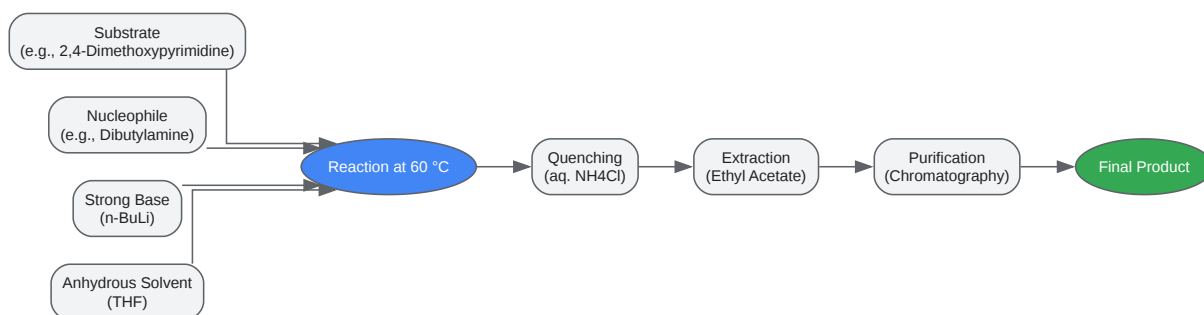 Substrate
(e.g., 2,4-Dimethoxypyrimidine)
Nucleophile
(e.g., Dibutylamine)
Strong Base
(n-BuLi)
Anhydrous Solvent
(THF)
Reaction at 60 °C
Quenching
(aq. NH4Cl)
Extraction
(Ethyl Acetate)
Purification
(Chromatography)
Final Product